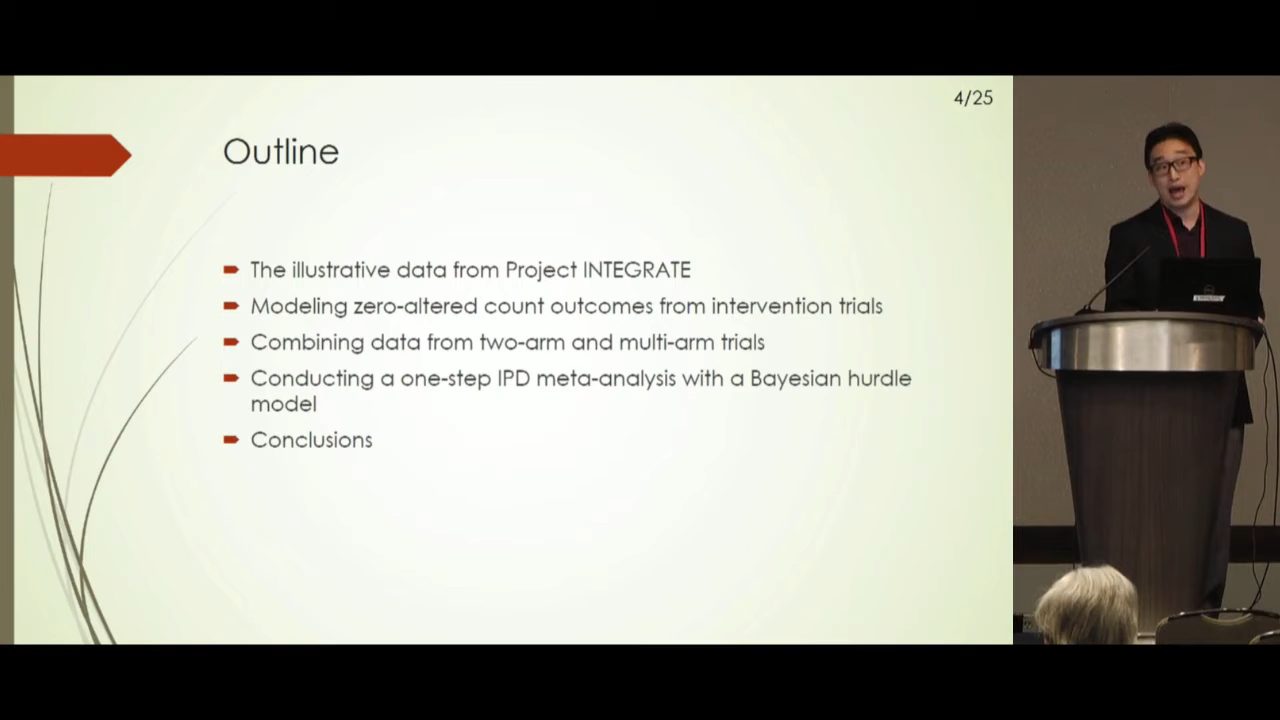 4/25
Outline
The illustrative data from Project INTEGRATE
Modeling zero-altered count outcomes from intervention trials
Combining data from two-arm and multi-arm trials
Conducting a one-step IPD meta-analysis with a Bayesian hurdle
model
Conclusions